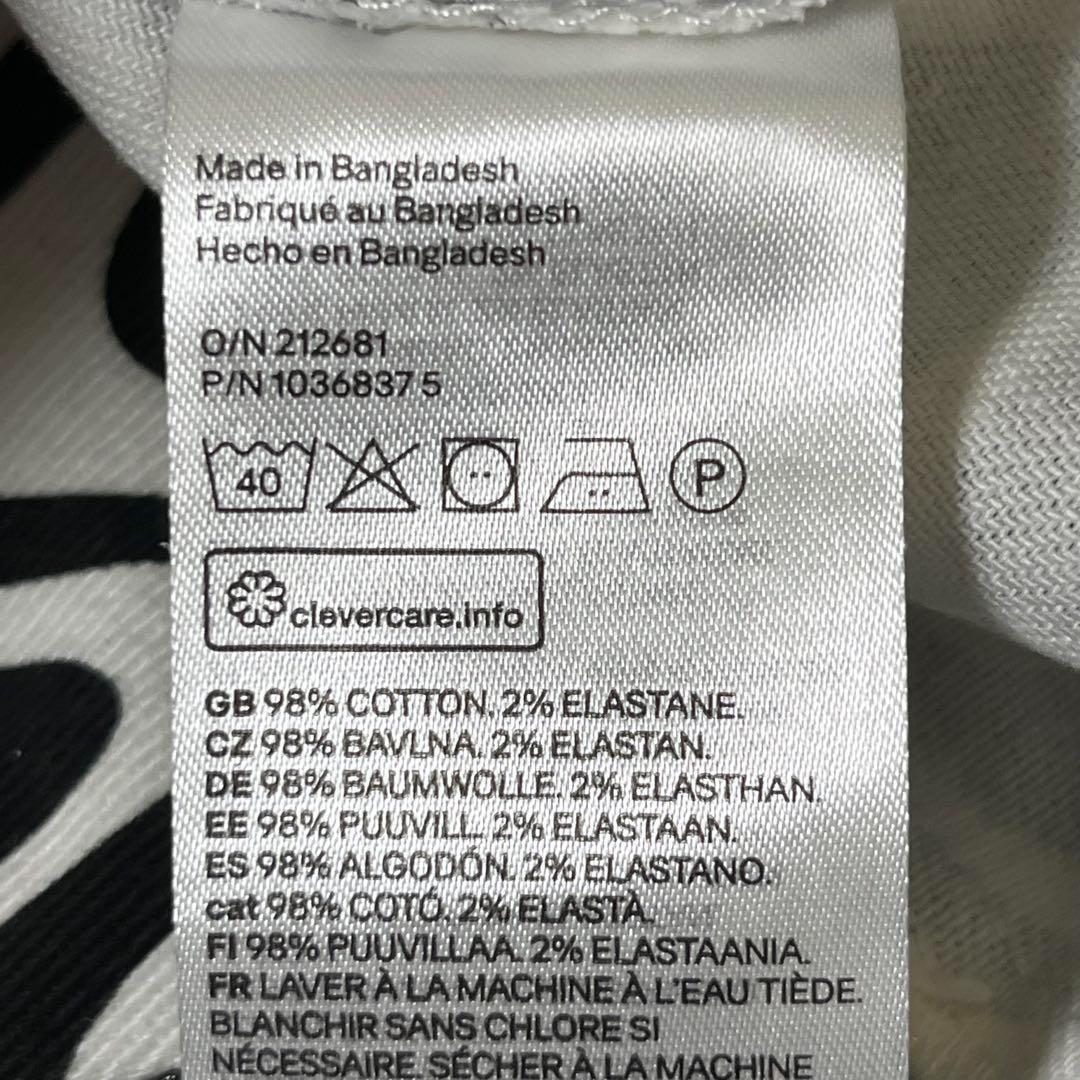 Made in Bangladesh
Fabriqué au Bangladesh
Hecho en Bangladesh
O/N 212681
P/N 10368375
40 P
clevercare.info
GB 98% COTTON. 2% ELASTANE.
CZ 98% BAVLNA. 2% ELASTAN.
DE 98% BAUMWOLLE. 2% ELASTHAN.
EE 98% PUUVILL. 2% ELASTAAN.
ES 98% ALGODÓN. 2% ELASTANO.
cat 98% COTÓ. 2% ELASTÀ.
FI 98% PUUVILLAA. 2% ELASTAANIA.
FR LAVER À LA MACHINE À L'EAU TIÈDE.
BLANCHIR SANS CHLORE SI
NÉCESSAIRE. SÉCHER À LA MACHINE